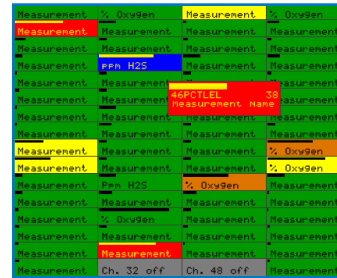 Measurement % Oxygen Measurement % Oxygen
Measurement Measurement Measurement Measurement
Measurement Measurement Measurement Measurement
Measurement ppm H2S Measurement Measurement
Measurement Measurement Measurement
Measurement Measurement 46PCTLEL 38
Measurement Name
Measurement Measurement Measurement Measurement
Measurement Measurement Measurement % Oxygen
Measurement Measurement Measurement % Oxygen
Measurement Ppm H2S % Oxygen Measurement
Measurement Measurement Measurement Measurement
Measurement % Oxygen Measurement Measurement
Measurement Measurement Measurement Measurement
Measurement Measurement Measurement Measurement
Measurement Ch. 32 off Ch. 48 off Measurement